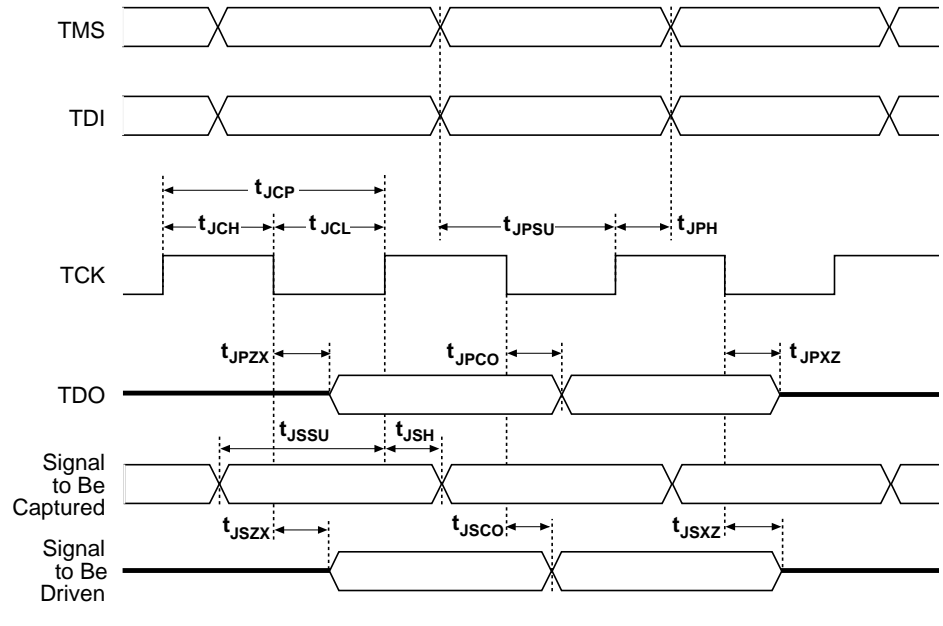 TMS
TDI
tJCP
tJCH
tJCL
tJPSU
tJPH
TCK
tJPZX
tJPCO
tJPXZ
TDO
tJSSU
tJSH
Signal
to Be
Captured
tJSZX
tJSCO
tJSXZ
Signal
to Be
Driven